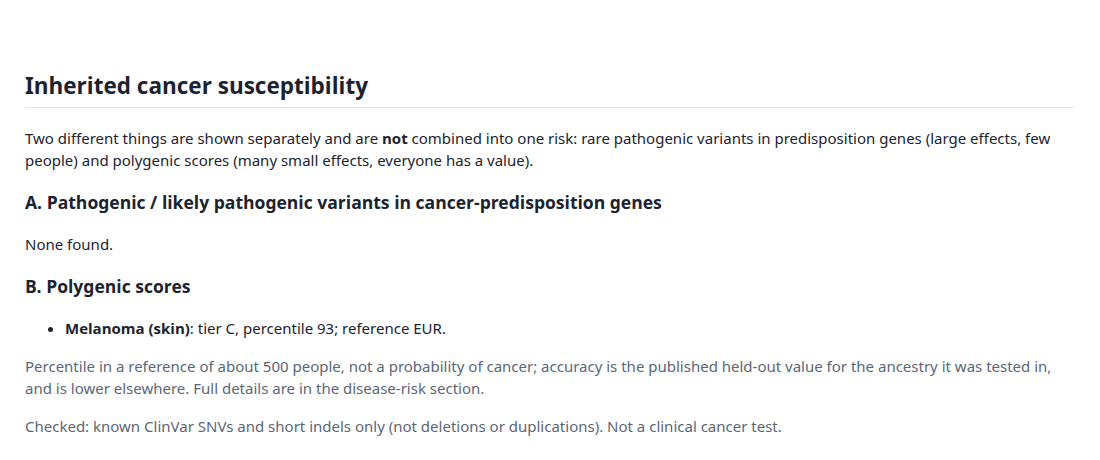 Inherited cancer susceptibility
Two different things are shown separately and are not combined into one risk: rare pathogenic variants in predisposition genes (large effects, few
people) and polygenic scores (many small effects, everyone has a value).
A. Pathogenic / likely pathogenic variants in cancer-predisposition genes
None found.
B. Polygenic scores
• Melanoma (skin): tier C, percentile 93; reference EUR.
Percentile in a reference of about 500 people, not a probability of cancer; accuracy is the published held-out value for the ancestry it was tested in,
and is lower elsewhere. Full details are in the disease-risk section.
Checked: known ClinVar SNVs and short indels only (not deletions or duplications). Not a clinical cancer test.